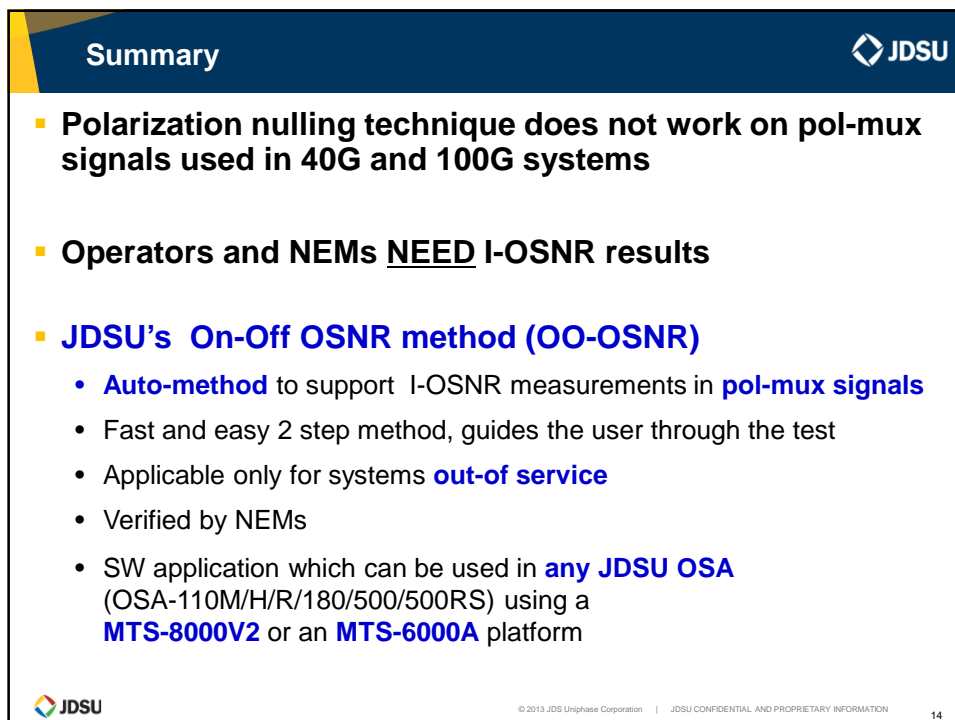 Summary
JDSU
Polarization nulling technique does not work on pol-mux
signals used in 40G and 100G systems
Operators and NEMs NEED I-OSNR results
JDSU's On-Off OSNR method (OO-OSNR)
• Auto-method to support I-OSNR measurements in pol-mux signals
• Fast and easy 2 step method, guides the user through the test
• Applicable only for systems out-of service
• Verified by NEMs
• SW application which can be used in any JDSU OSA
(OSA-110M/H/R/180/500/500RS) using a
MTS-8000V2 or an MTS-6000A platform
JDSU
© 2013 JDS Uniphase Corporation | JDSU CONFIDENTIAL AND PROPRIETARY INFORMATION
14